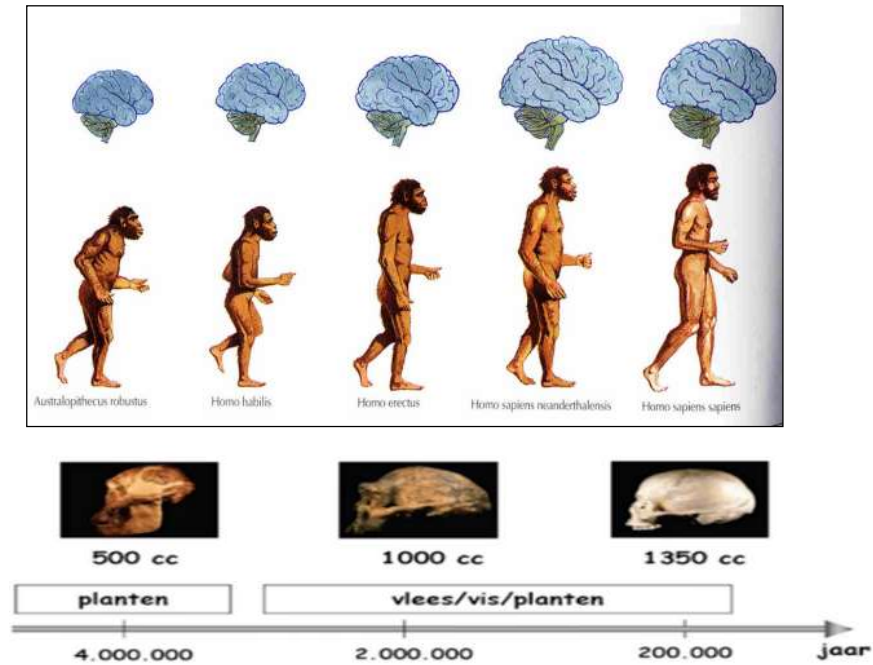 Australopithecus robustus Homo habilis Homo erectus Homo sapiens neanderthalensis Homo sapiens sapiens
500 cc 1000 cc 1350 cc
planten vlees/vis/planten
4.000.000 2.000.000 200.000 jaar